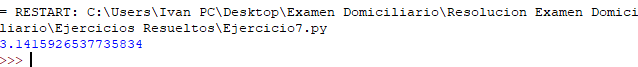 = RESTART: C:\Users\Ivan PC\Desktop\Examen Domiciliario\Resolucion Examen Domici
liario\Ejercicios Resueltos\Ejercicio7.py
3.1415926537735834
>>>